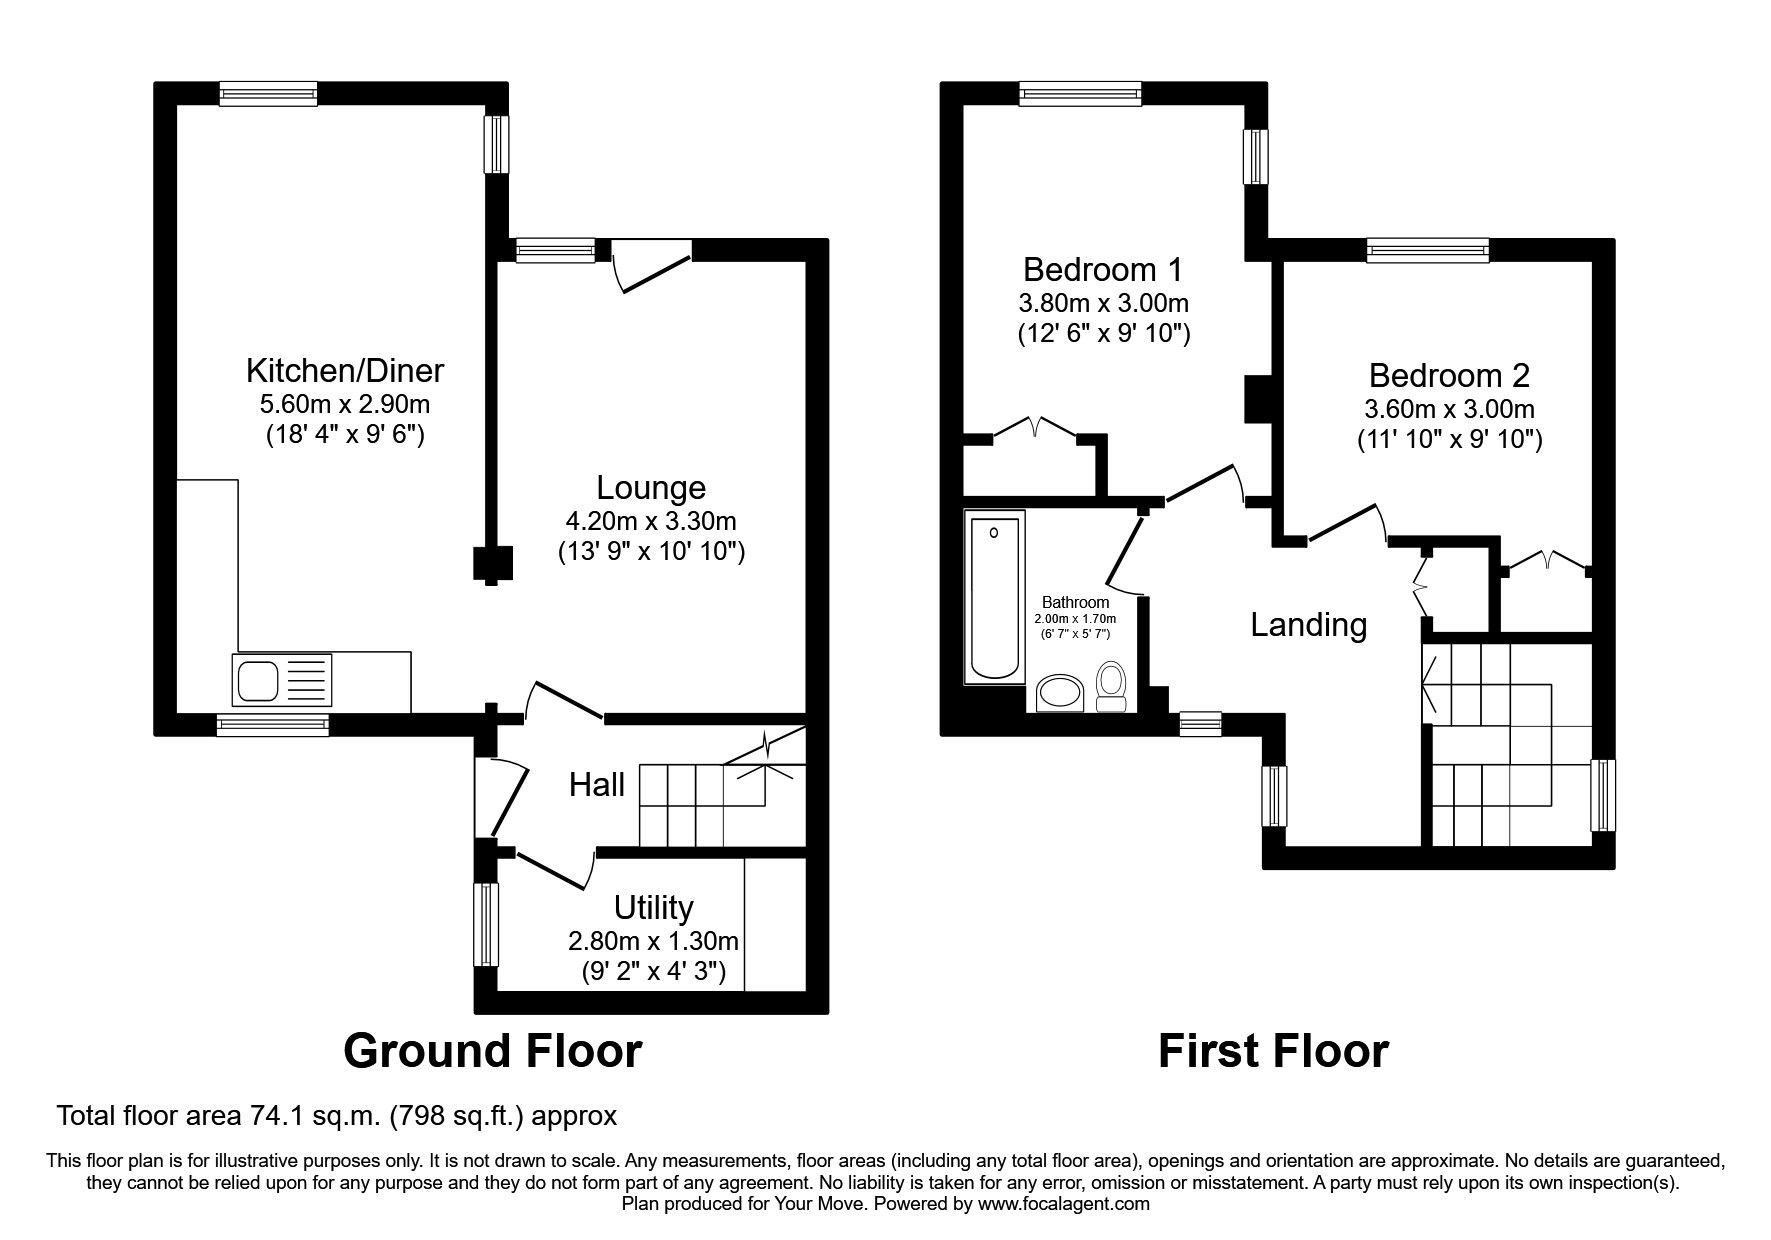 Kitchen/Diner
5.60m x 2.90m
(18' 4" x 9' 6")
Lounge
4.20m x 3.30m
(13' 9" x 10' 10")
Hall
Utility
2.80m x 1.30m
(9' 2" x 4' 3")
Ground Floor
Bedroom 1
3.80m x 3.00m
(12' 6" x 9' 10")
Bedroom 2
3.60m x 3.00m
(11' 10" x 9' 10")
Bathroom
2.00m x 1.70m
(6' 7" x 5' 7")
Landing
First Floor
Total floor area 74.1 sq.m. (798 sq.ft.) approx
This floor plan is for illustrative purposes only. It is not drawn to scale. Any measurements, floor areas (including any total floor area), openings and orientation are approximate. No details are guaranteed,
they cannot be relied upon for any purpose and they do not form part of any agreement. No liability is taken for any error, omission or misstatement. A party must rely upon its own inspection(s).
Plan produced for Your Move. Powered by www.focalagent.com